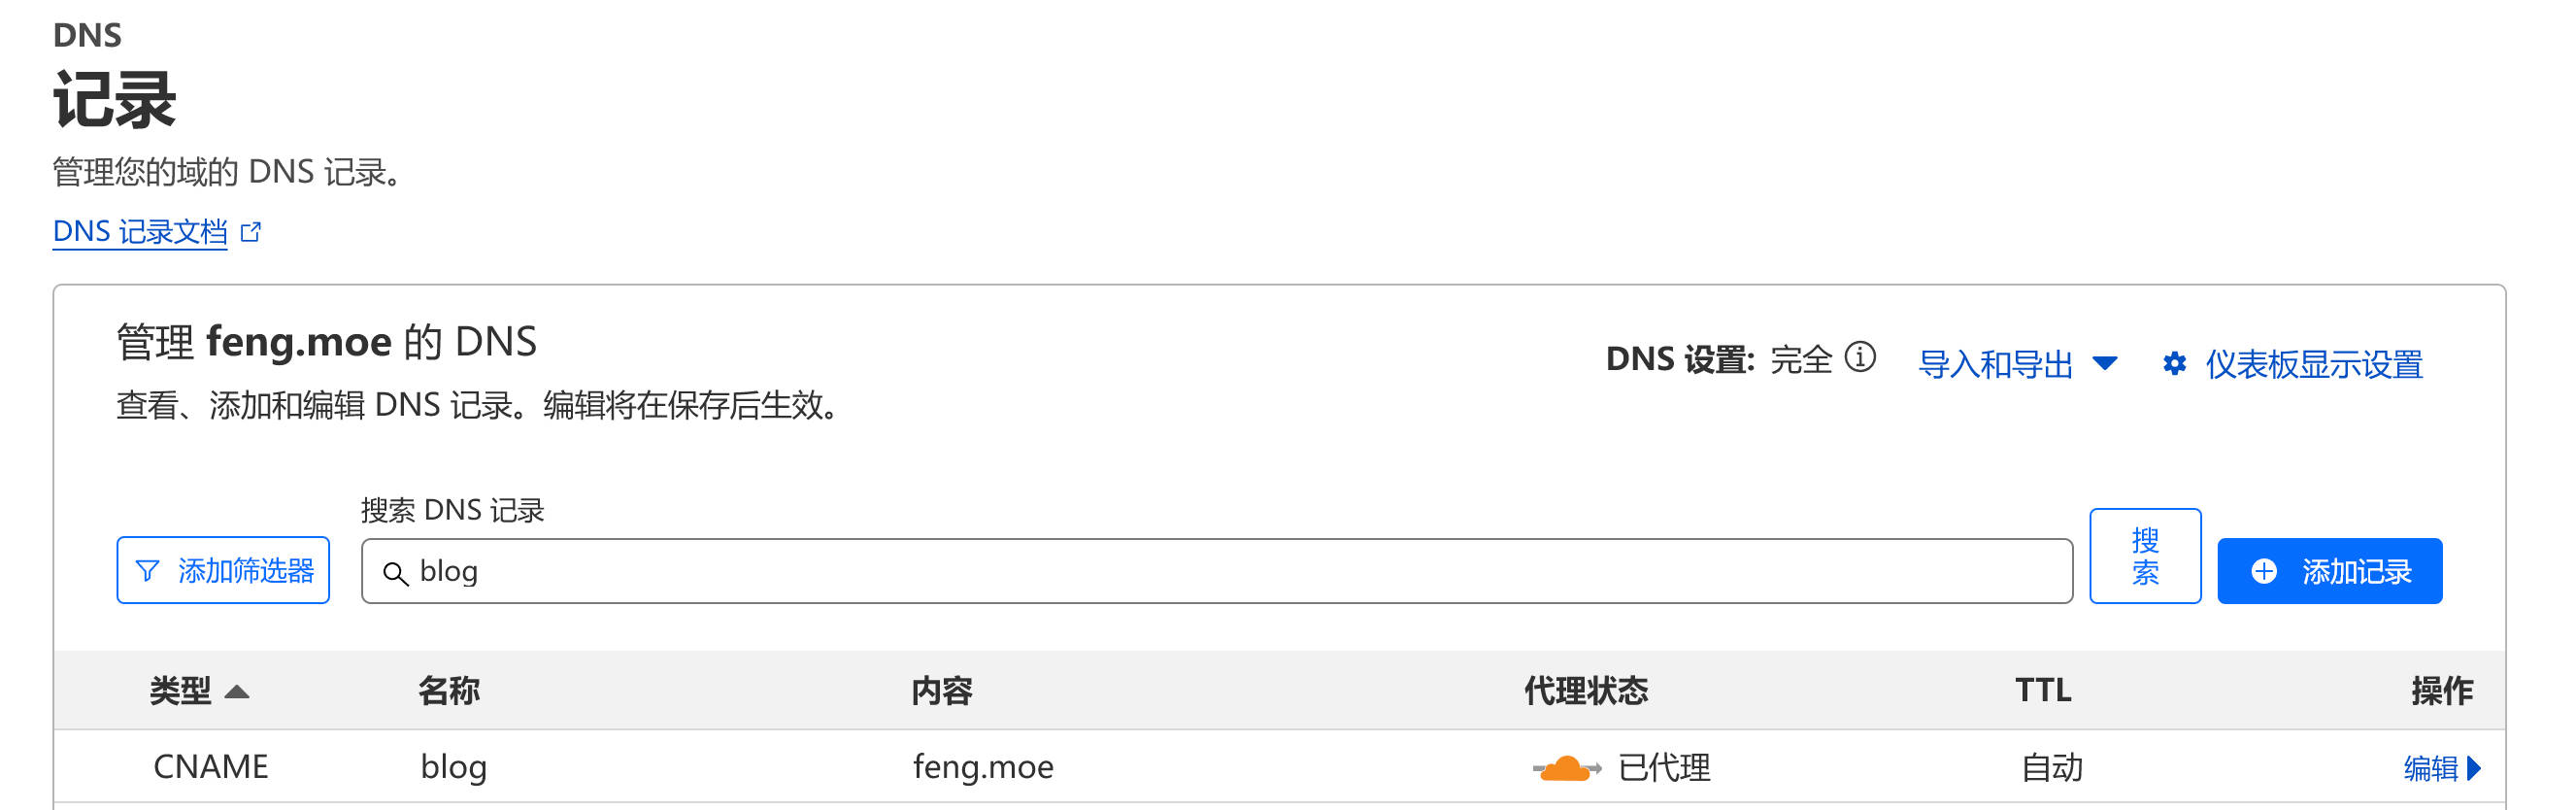 DNS
记录
管理您的域的 DNS 记录。
DNS 记录文档
管理 feng.moe 的 DNS
DNS 设置: 完全
导入和导出
仪表板显示设置
查看、添加和编辑 DNS 记录。编辑将在保存后生效。
搜索 DNS 记录
添加筛选器
blog
搜索
添加记录
类型 名称 内容 代理状态 TTL 操作
CNAME blog feng.moe 已代理 自动 编辑